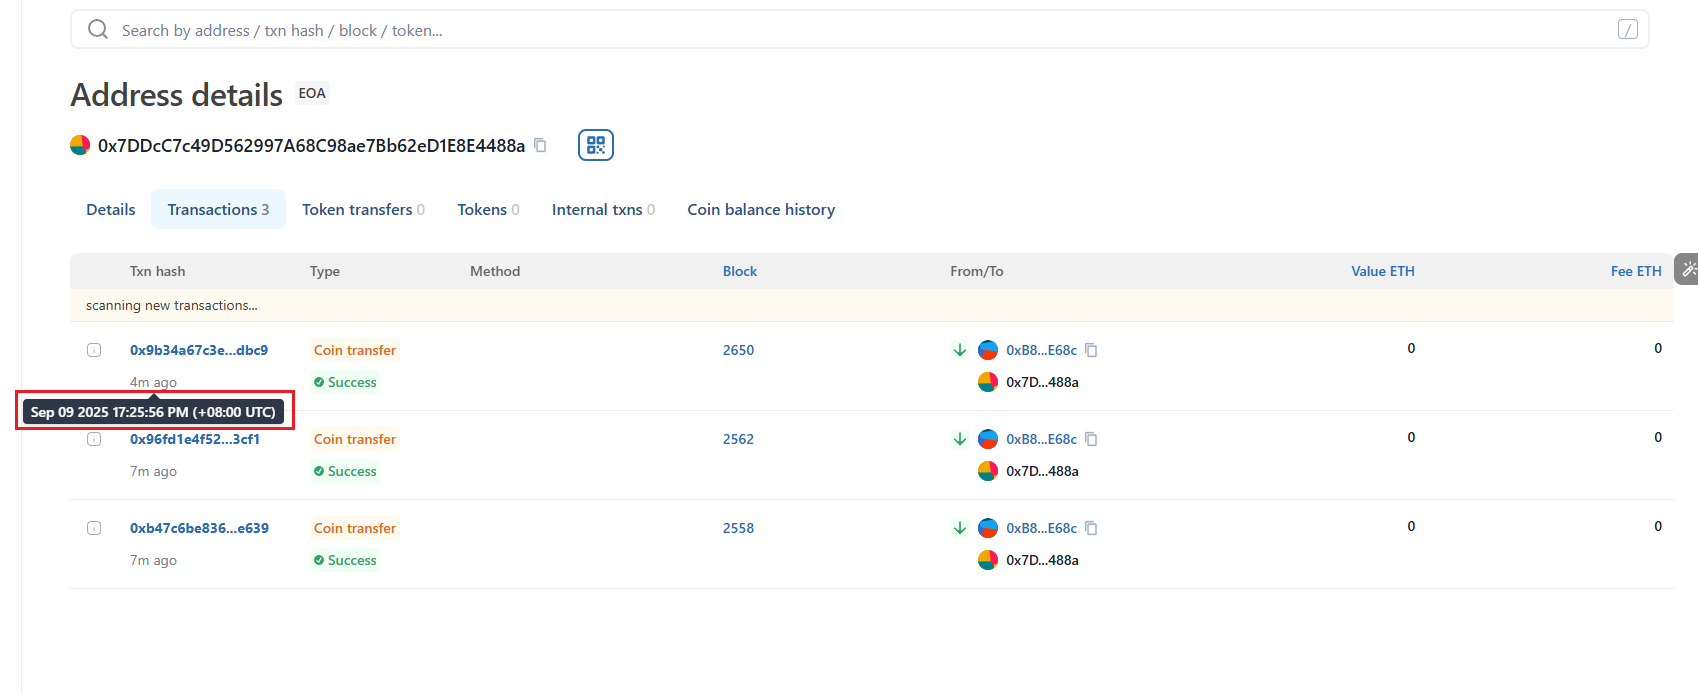 Search by address / txn hash / block / token...
/
Address details EOA
0x7DDcC7c49D562997A68C98ae7Bb62eD1E8E4488a
Details Transactions 3 Token transfers 0 Tokens 0 Internal txns 0 Coin balance history
Txn hash Type Method Block From/To Value ETH Fee ETH
scanning new transactions...
0x9b34a67c3e...dbc9 Coin transfer 2650 0xB8...E68c 0 0
4m ago Success 0x7D...488a
Sep 09 2025 17:25:56 PM (+08:00 UTC)
0x96fd1e4f52...3cf1 Coin transfer 2562 0xB8...E68c 0 0
7m ago Success 0x7D...488a
0xb47c6be836...e639 Coin transfer 2558 0xB8...E68c 0 0
7m ago Success 0x7D...488a